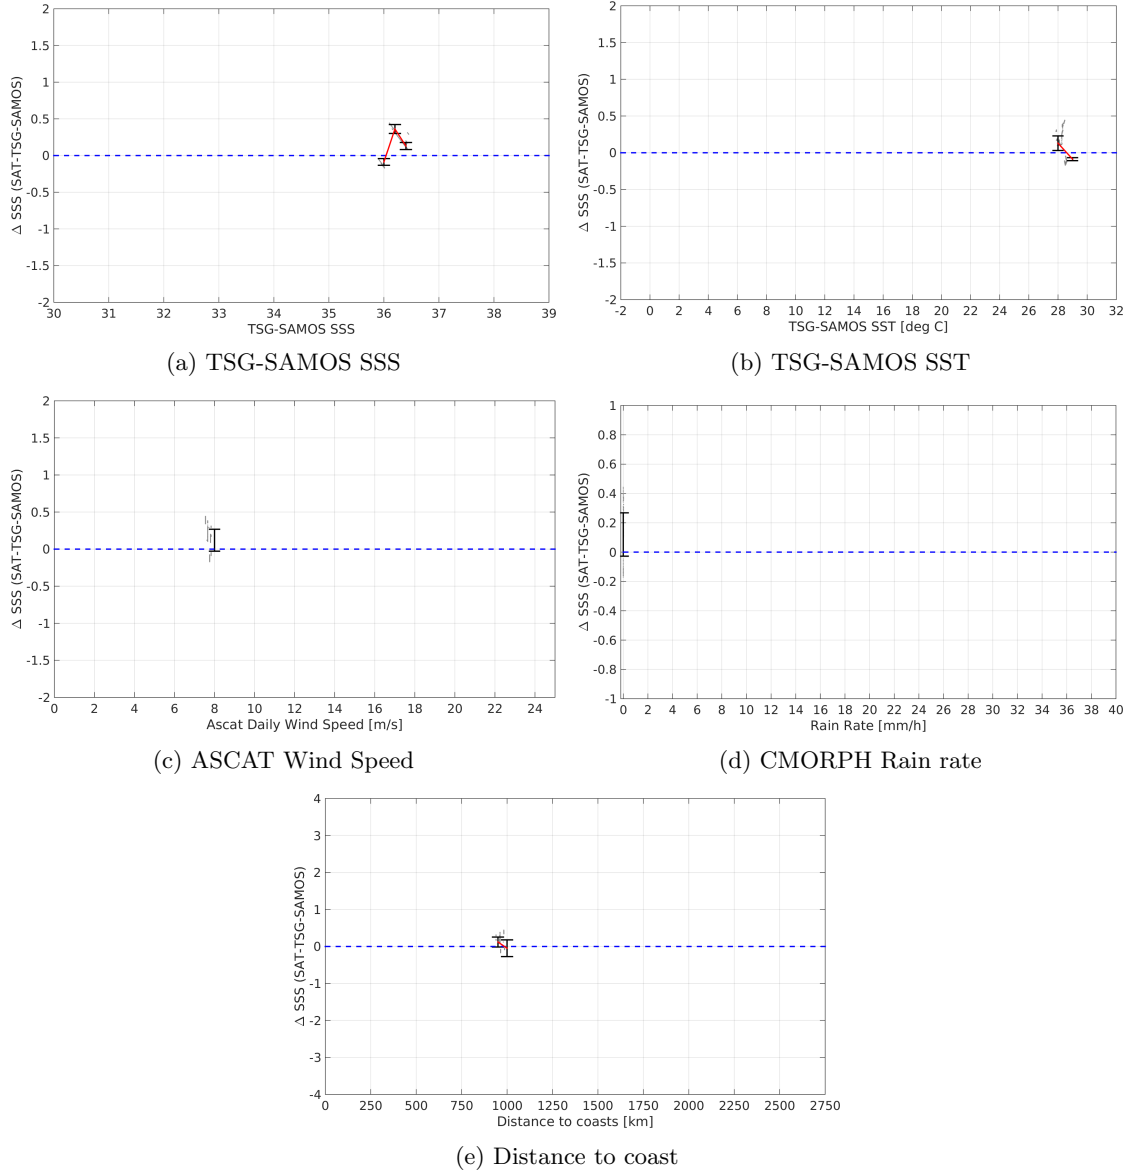 2
1.5
1
0.5
0
-0.5
-1
-1.5
-2
Δ SSS (SAT-TSG-SAMOS)
30 31 32 33 34 35 36 37 38 39
TSG-SAMOS SSS
(a) TSG-SAMOS SSS
2
1.5
1
0.5
0
-0.5
-1
-1.5
-2
Δ SSS (SAT-TSG-SAMOS)
-2 0 2 4 6 8 10 12 14 16 18 20 22 24 26 28 30 32
TSG-SAMOS SST [deg C]
(b) TSG-SAMOS SST
2
1.5
1
0.5
0
-0.5
-1
-1.5
-2
Δ SSS (SAT-TSG-SAMOS)
0 2 4 6 8 10 12 14 16 18 20 22 24
Ascat Daily Wind Speed [m/s]
(c) ASCAT Wind Speed
1
0.8
0.6
0.4
0.2
0
-0.2
-0.4
-0.6
-0.8
-1
Δ SSS (SAT-TSG-SAMOS)
0 2 4 6 8 10 12 14 16 18 20 22 24 26 28 30 32 34 36 38 40
Rain Rate [mm/h]
(d) CMORPH Rain rate
4
3
2
1
0
-1
-2
-3
-4
Δ SSS (SAT-TSG-SAMOS)
0 250 500 750 1000 1250 1500 1750 2000 2250 2500 2750
Distance to coasts [km]
(e) Distance to coast